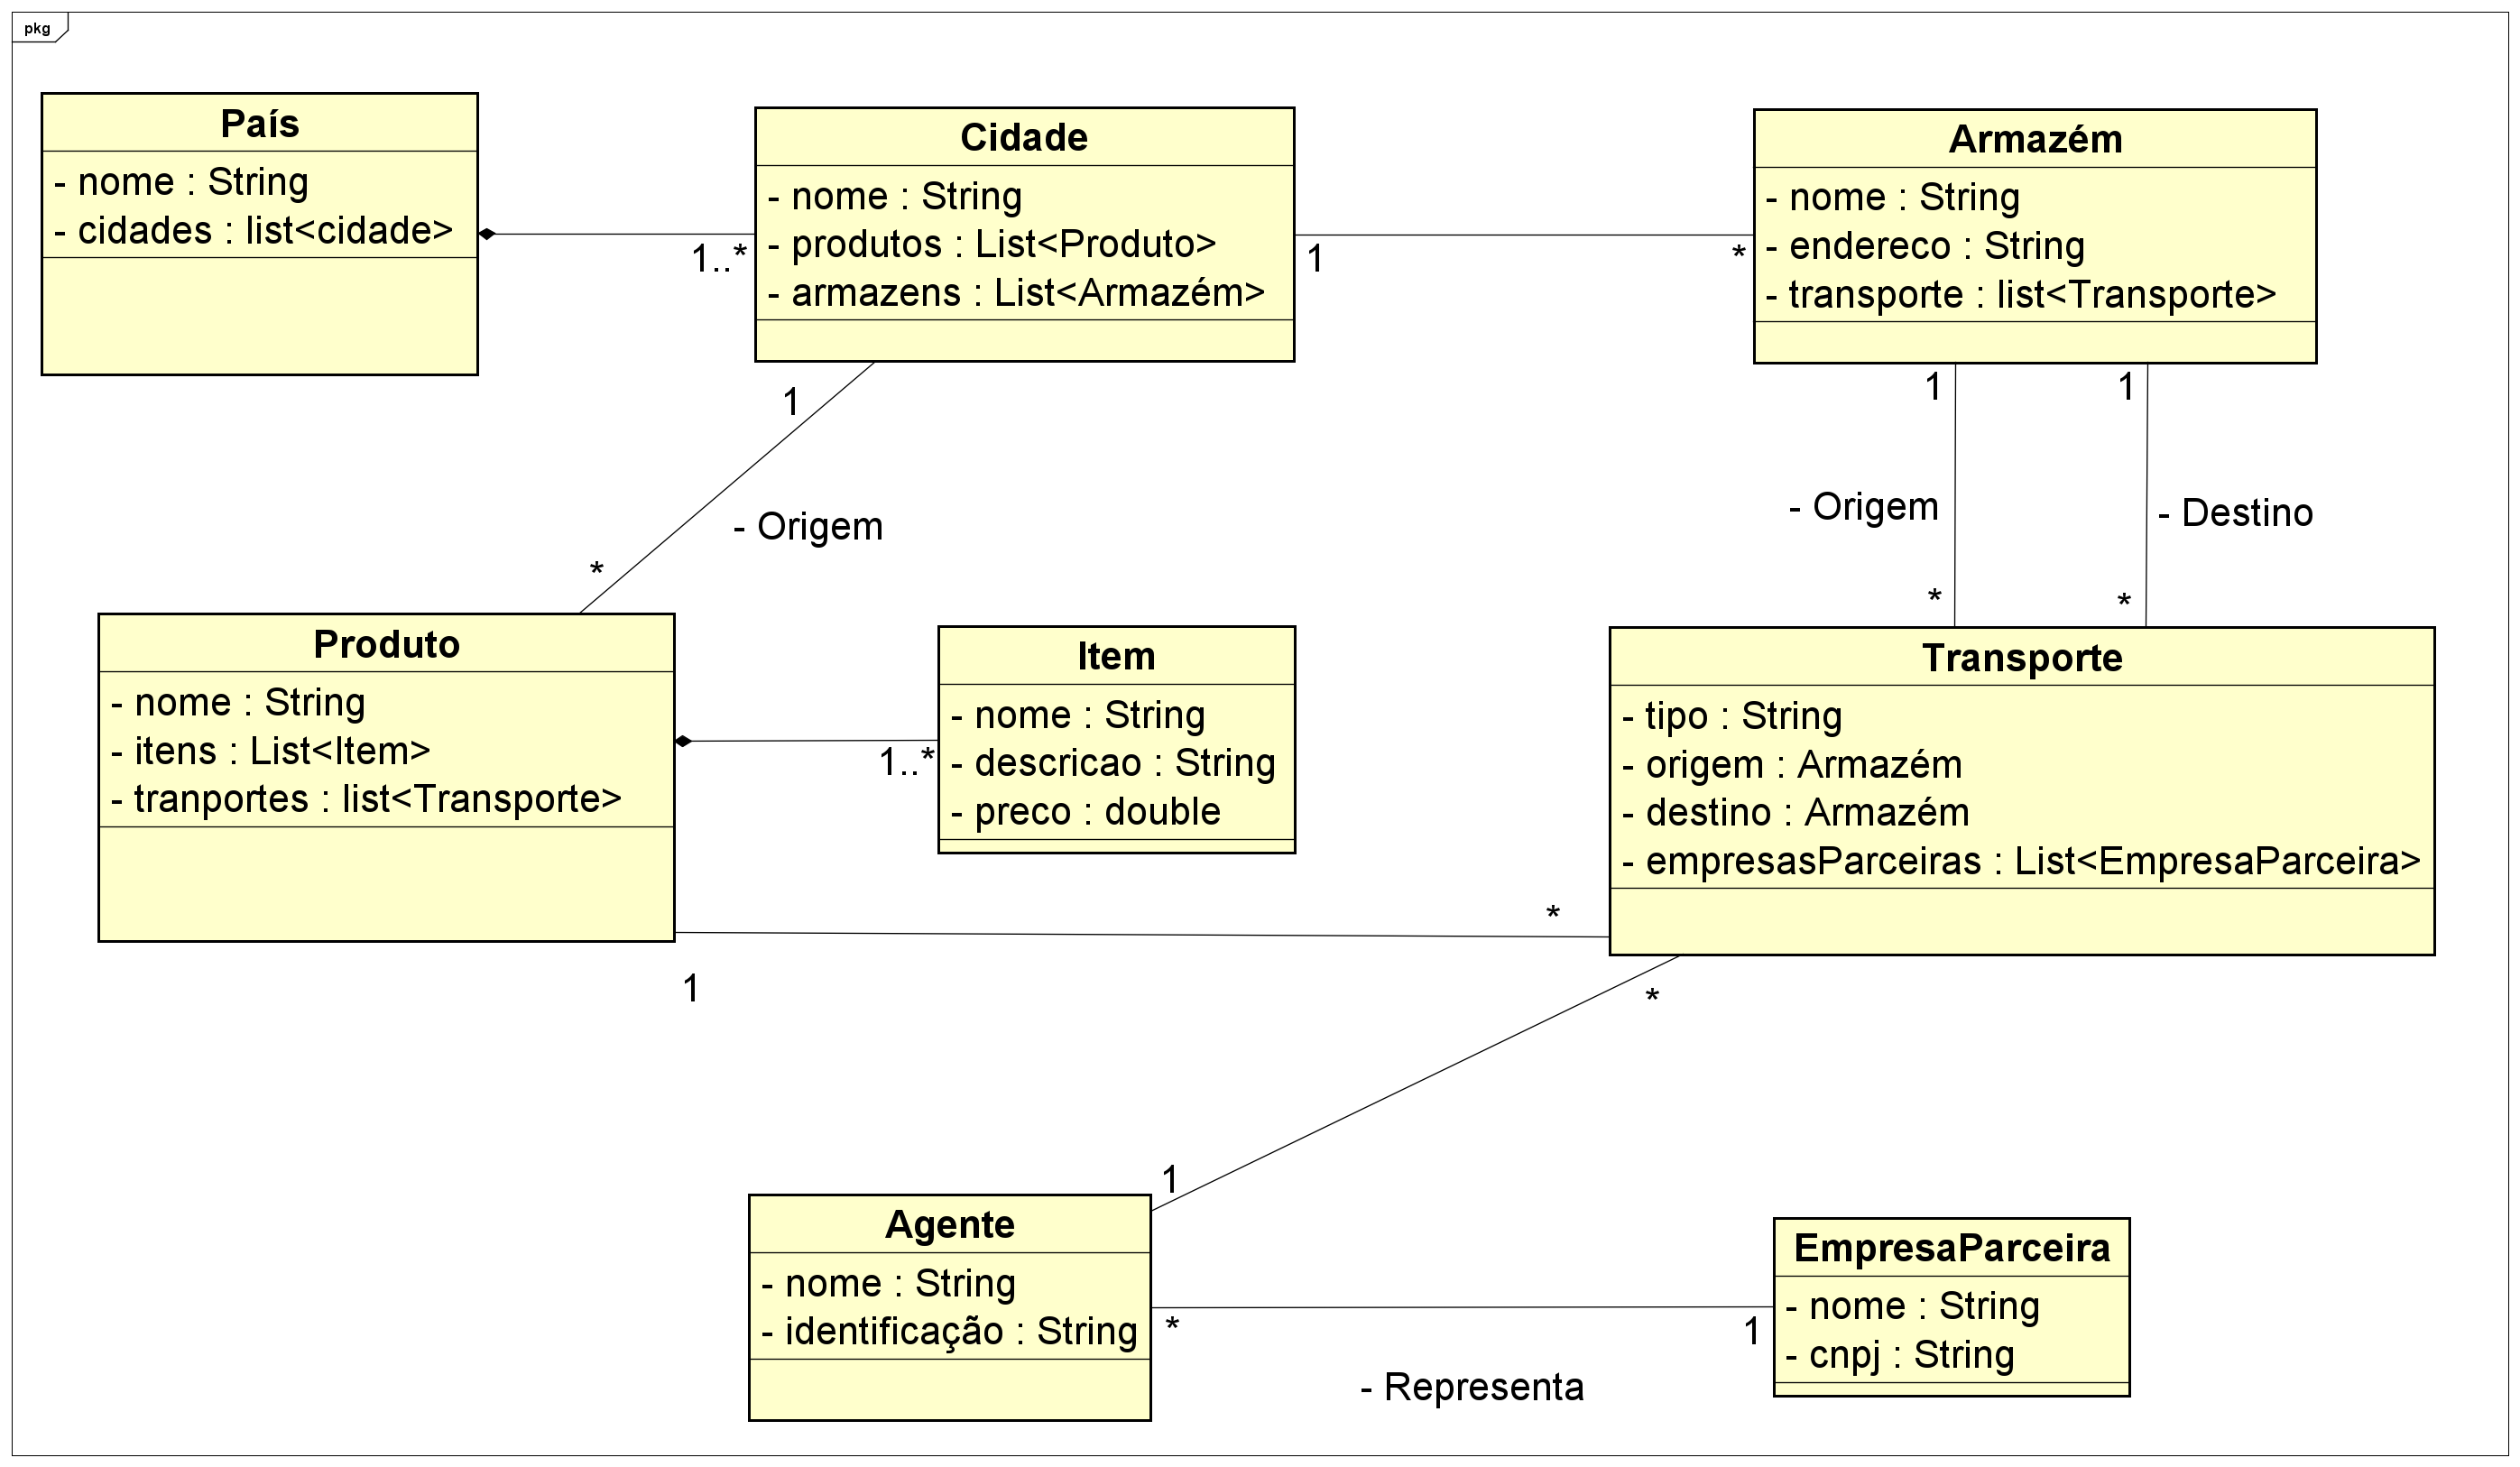 pkg
País
- nome : String
- cidades : list<cidade>
1..*
Cidade
- nome : String
- produtos : List<Produto>
- armazens : List<Armazém>
1
*
Armazém
- nome : String
- endereco : String
- transporte : list<Transporte>
1
- Origem
*
1
- Origem
*
1
- Destino
*
Produto
- nome : String
- itens : List<Item>
- tranportes : list<Transporte>
1..*
Item
- nome : String
- descricao : String
- preco : double
Transporte
- tipo : String
- origem : Armazém
- destino : Armazém
- empresasParceiras : List<EmpresaParceira>
1
*
*
1
Agente
- nome : String
- identificação : String
*
- Representa
1
EmpresaParceira
- nome : String
- cnpj : String